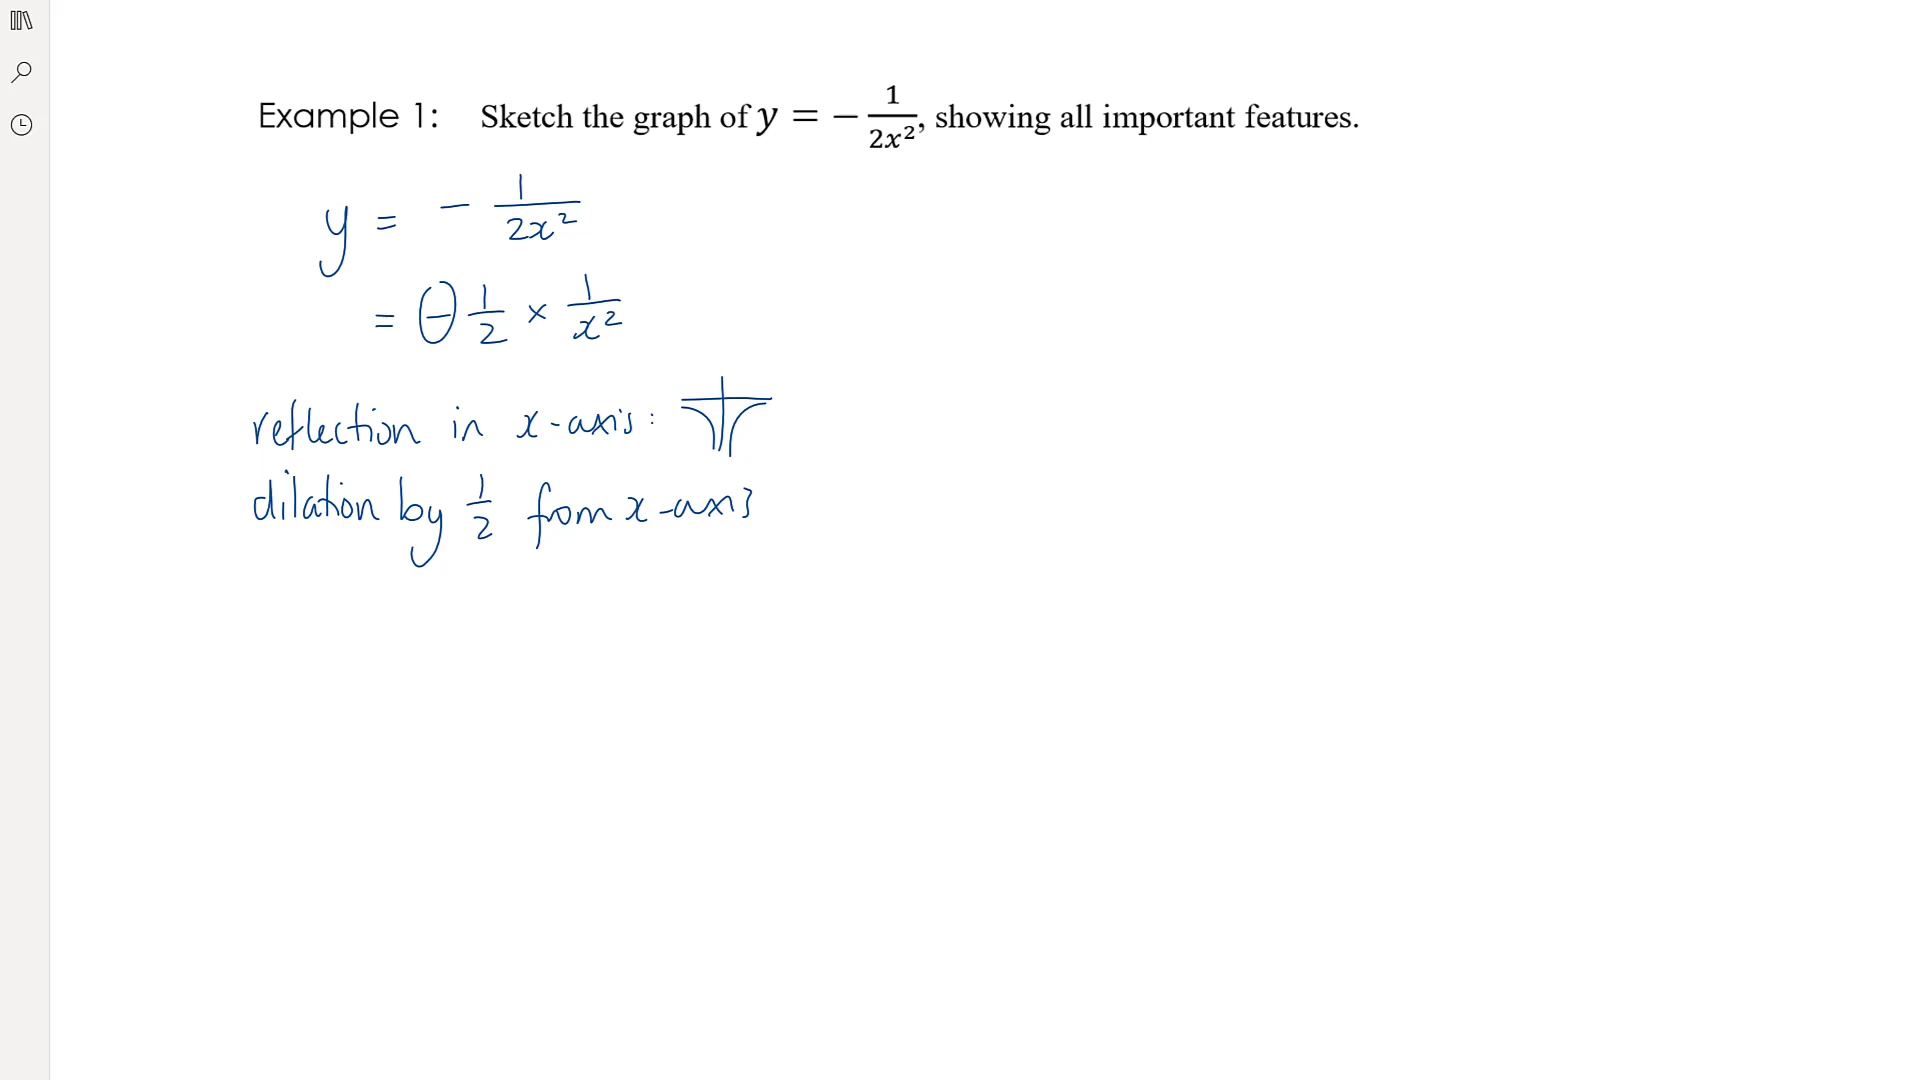 Example 1: Sketch the graph of y = −1/(2x²), showing all important features.
y = − 1/(2x²)
= ⊖ 1/2 × 1/x²
reflection in x-axis:
dilation by 1/2 from x-axis